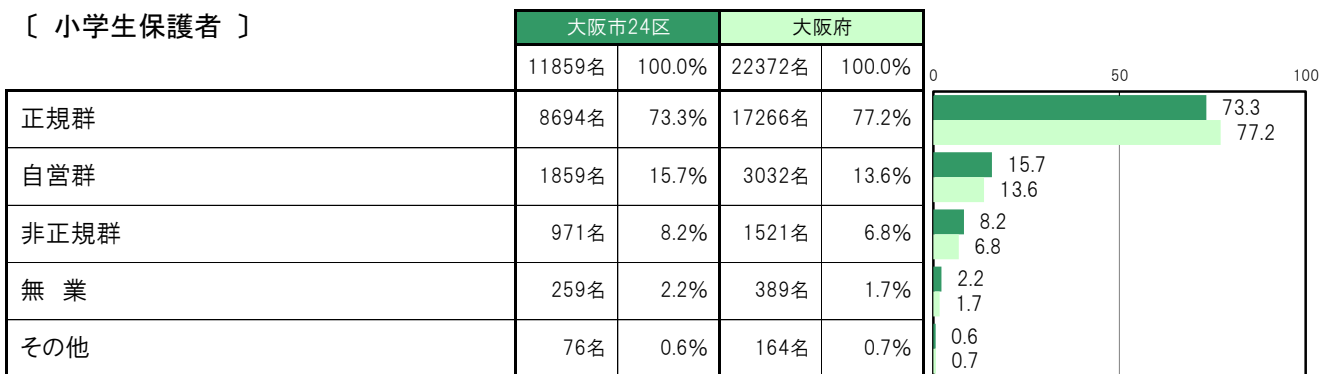 〔 小学生保護者 〕
大阪市24区 大阪府
11859名 100.0% 22372名 100.0%
0 50 100
正規群 8694名 73.3% 17266名 77.2%
73.3
77.2
自営群 1859名 15.7% 3032名 13.6%
15.7
13.6
非正規群 971名 8.2% 1521名 6.8%
8.2
6.8
無 業 259名 2.2% 389名 1.7%
2.2
1.7
その他 76名 0.6% 164名 0.7%
0.6
0.7